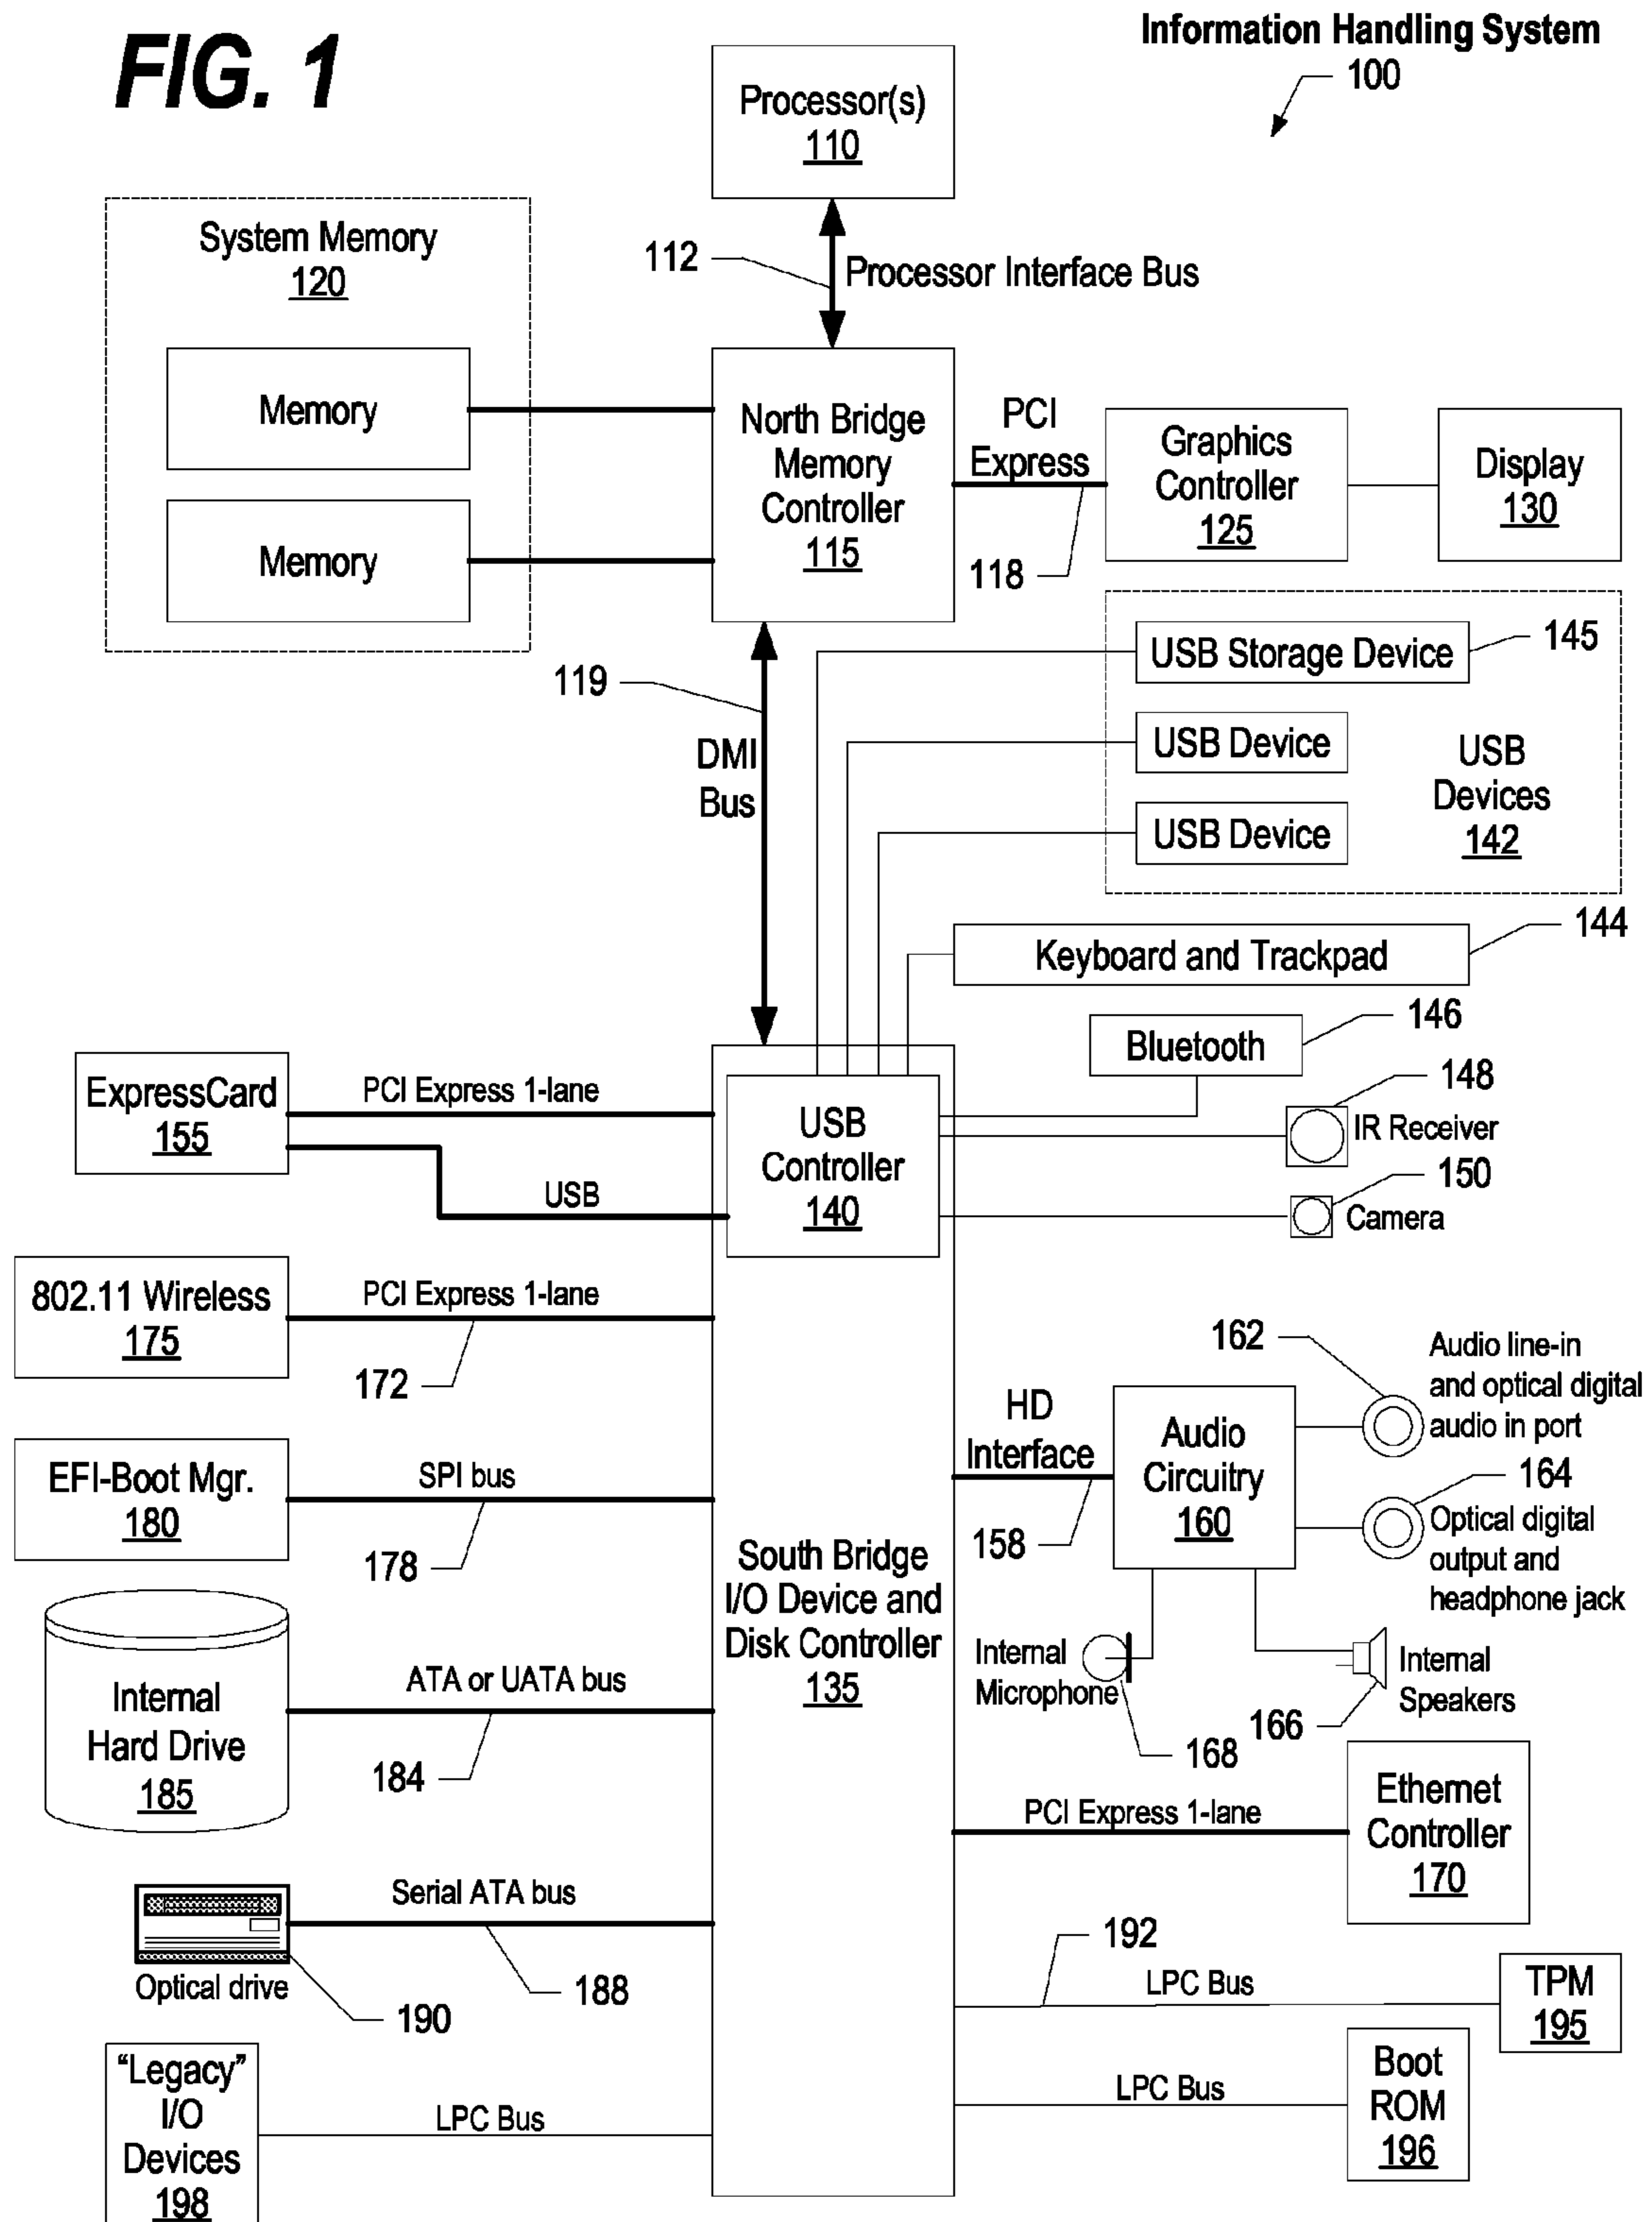 FIG. 1
Information Handling System
100
Processor(s)
110
112
Processor Interface Bus
System Memory
120
Memory
Memory
North Bridge
Memory
Controller
115
PCI
Express
118
Graphics
Controller
125
Display
130
119
DMI
Bus
USB Storage Device
145
USB Device
USB Device
USB
Devices
142
Keyboard and Trackpad
144
Bluetooth
146
148
IR Receiver
150
Camera
ExpressCard
155
PCI Express 1-lane
USB
USB
Controller
140
802.11 Wireless
175
PCI Express 1-lane
172
EFI-Boot Mgr.
180
SPI bus
178
South Bridge
I/O Device and
Disk Controller
135
HD
Interface
158
Audio
Circuitry
160
162
Audio line-in
and optical digital
audio in port
164
Optical digital
output and
headphone jack
Internal
Microphone
168
Internal
Speakers
166
Internal
Hard Drive
185
ATA or UATA bus
184
PCI Express 1-lane
Ethernet
Controller
170
Serial ATA bus
188
Optical drive
190
192
LPC Bus
TPM
195
LPC Bus
Boot
ROM
196
“Legacy”
I/O
Devices
198
LPC Bus